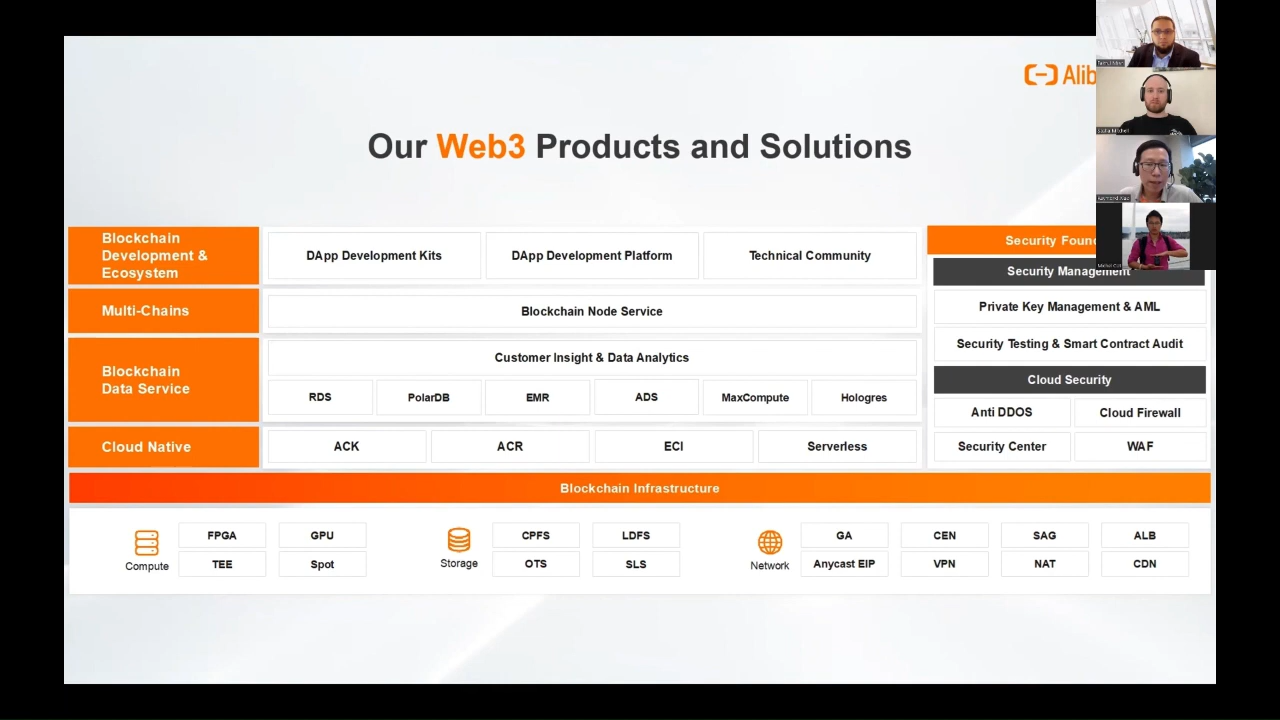 Alib
Our Web3 Products and Solutions
Blockchain
Development &
Ecosystem
DApp Development Kits
DApp Development Platform
Technical Community
Multi-Chains
Blockchain Node Service
Blockchain
Data Service
Customer Insight & Data Analytics
RDS
PolarDB
EMR
ADS
MaxCompute
Hologres
Cloud Native
ACK
ACR
ECI
Serverless
Security Foun
Security Management
Private Key Management & AML
Security Testing & Smart Contract Audit
Cloud Security
Anti DDOS
Cloud Firewall
Security Center
WAF
Blockchain Infrastructure
Compute
FPGA
GPU
TEE
Spot
Storage
CPFS
LDFS
OTS
SLS
Network
GA
CEN
SAG
ALB
Anycast EIP
VPN
NAT
CDN